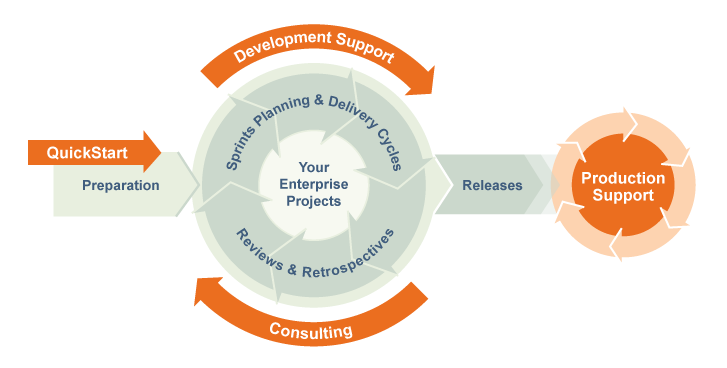 Development Support
QuickStart
Preparation
Sprints Planning & Delivery Cycles
Your
Enterprise
Projects
Reviews & Retrospectives
Consulting
Releases
Production
Support